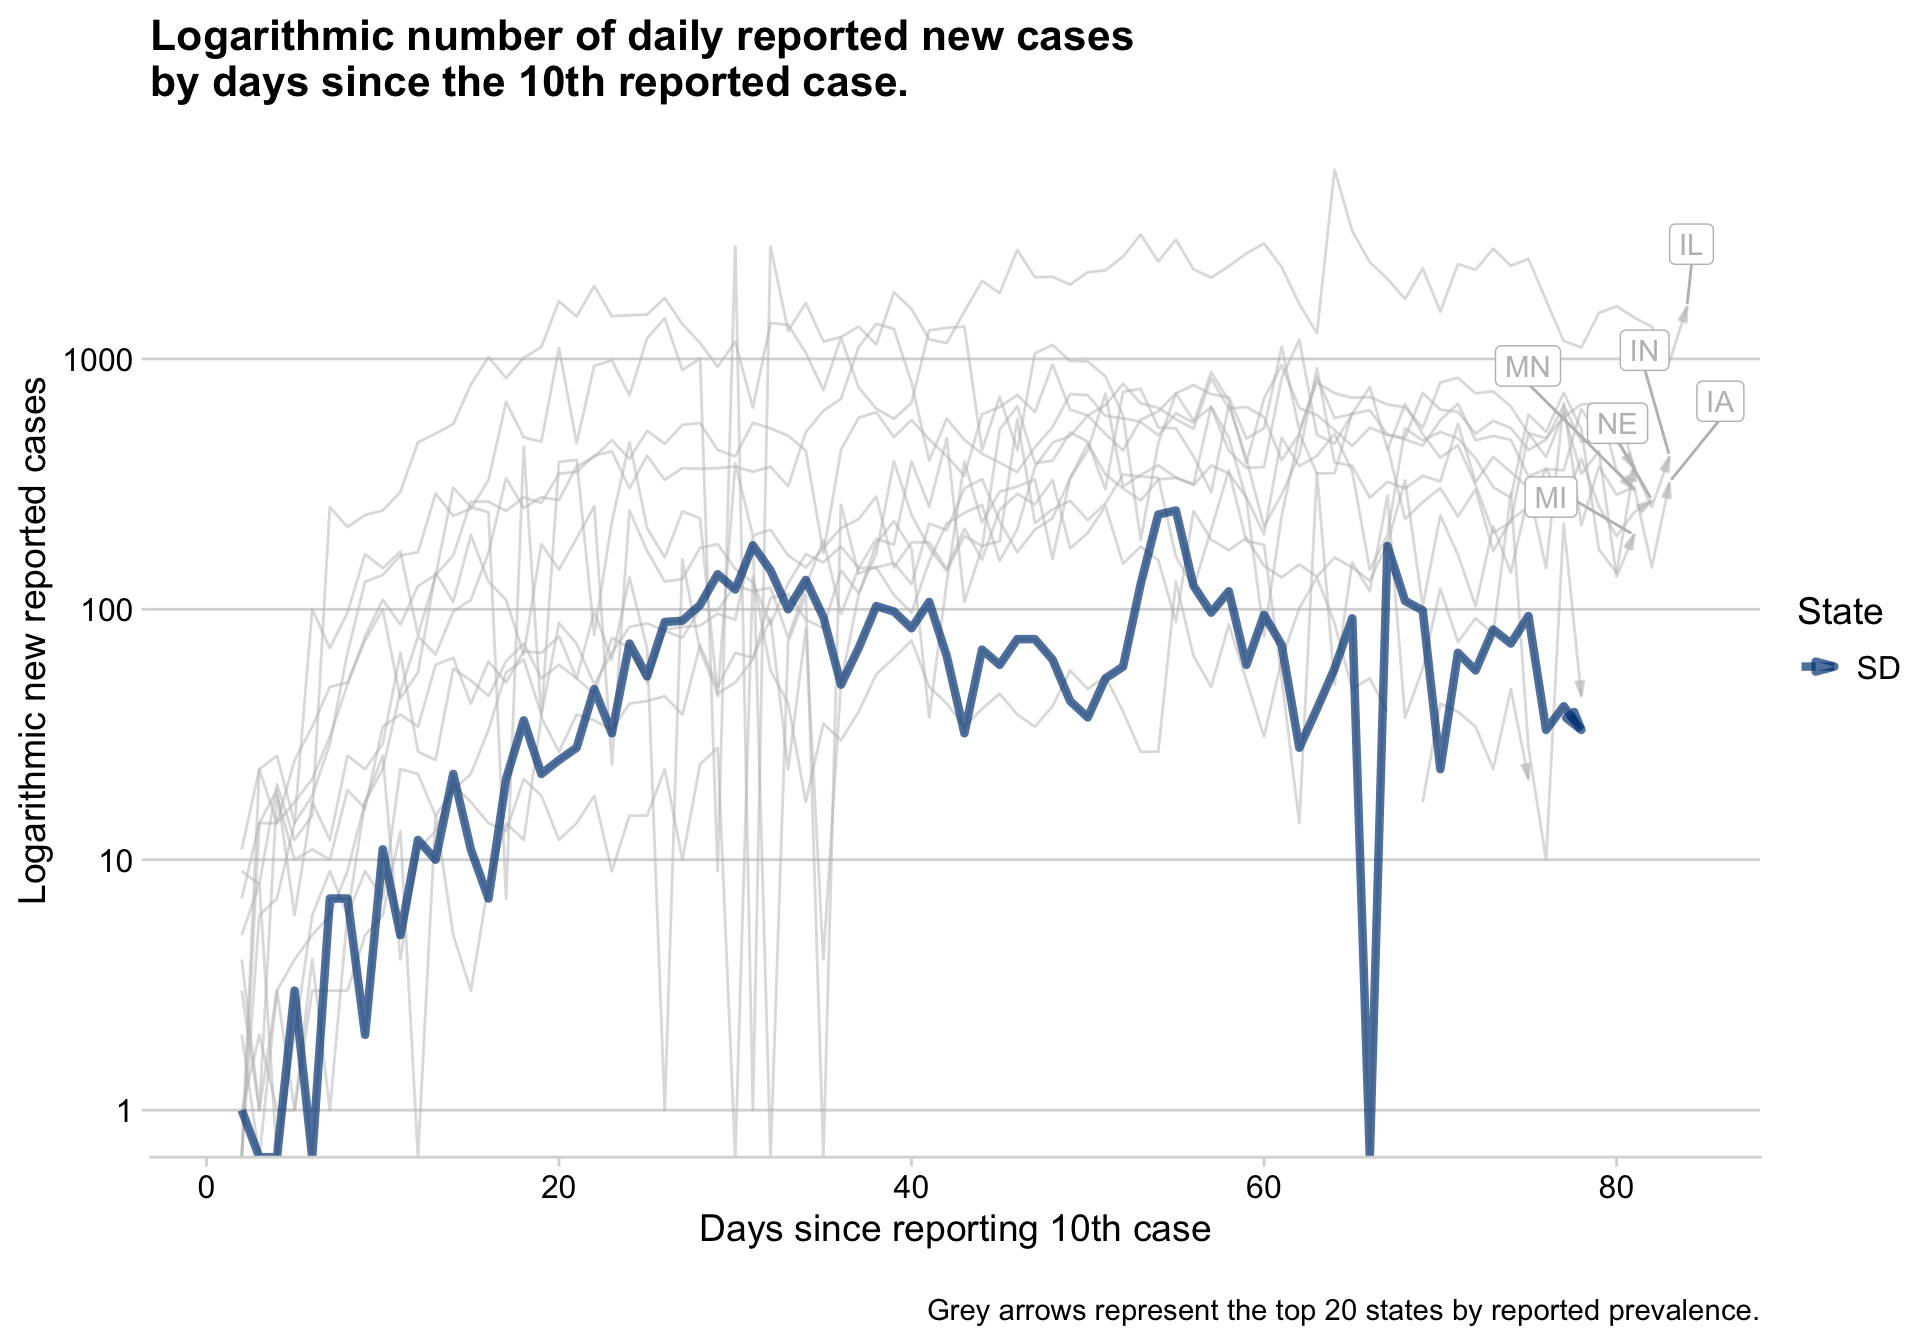 Logarithmic number of daily reported new cases
by days since the 10th reported case.
Logarithmic new reported cases
1000
100
10
1
IL
IN
MN
IA
NE
MI
State
SD
0
20
40
60
80
Days since reporting 10th case
Grey arrows represent the top 20 states by reported prevalence.